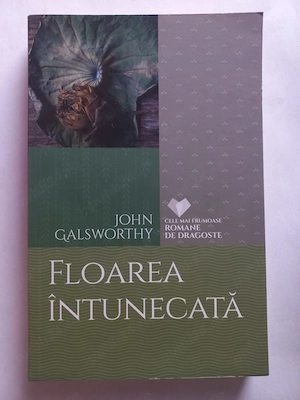 JOHN
GALSWORTHY
CELE MAI FRUMOASE
ROMANE
DE DRAGOSTE
FLOAREA
ÎNTUNECATĂ